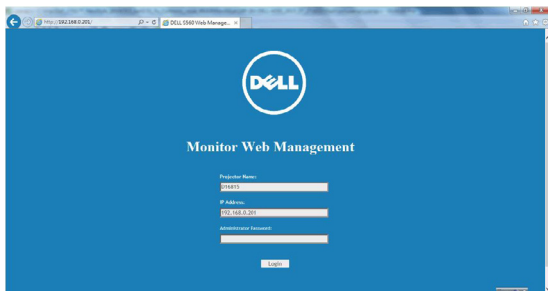 http://192.168.0.201/
DELL S560 Web Manage...
DELL
Monitor Web Management
Projector Name:
016815
IP Address:
192.168.0.201
Administrator Password:
Login